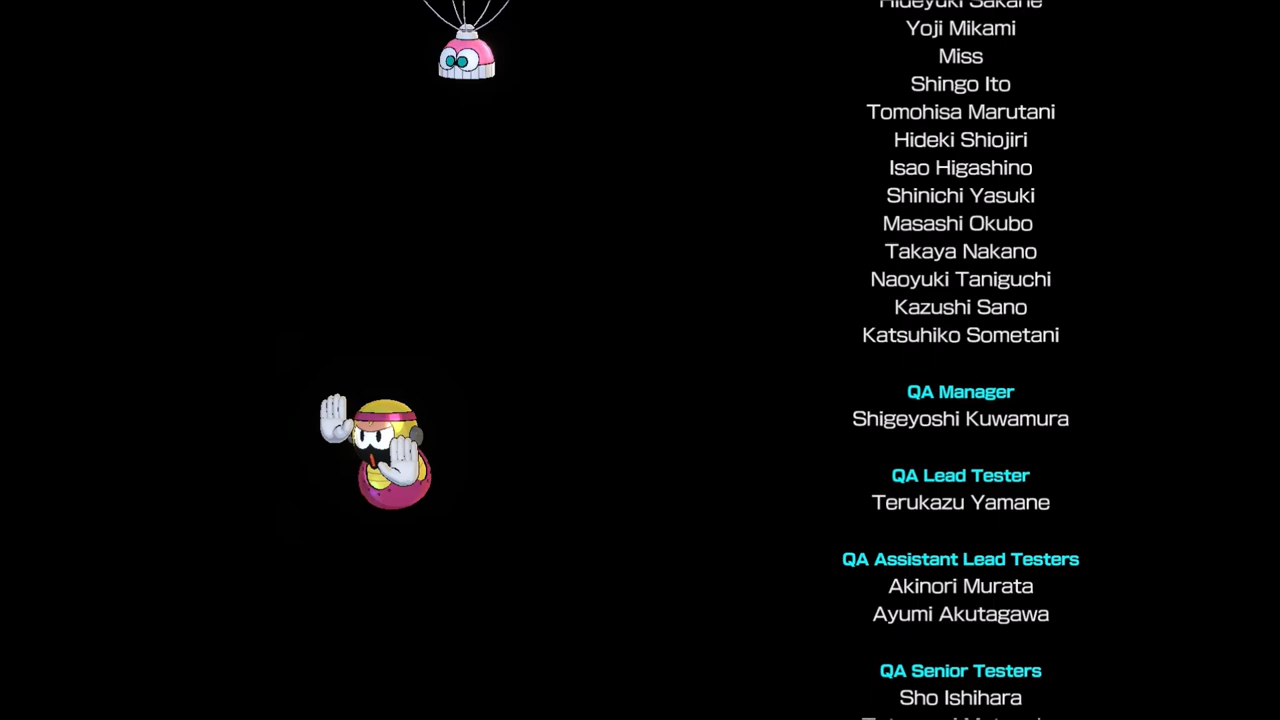 Hideyuki Sakane
Yoji Mikami
Miss
Shingo Ito
Tomohisa Marutani
Hideki Shiojiri
Isao Higashino
Shinichi Yasuki
Masashi Okubo
Takaya Nakano
Naoyuki Taniguchi
Kazushi Sano
Katsuhiko Sometani
QA Manager
Shigeyoshi Kuwamura
QA Lead Tester
Terukazu Yamane
QA Assistant Lead Testers
Akinori Murata
Ayumi Akutagawa
QA Senior Testers
Sho Ishihara